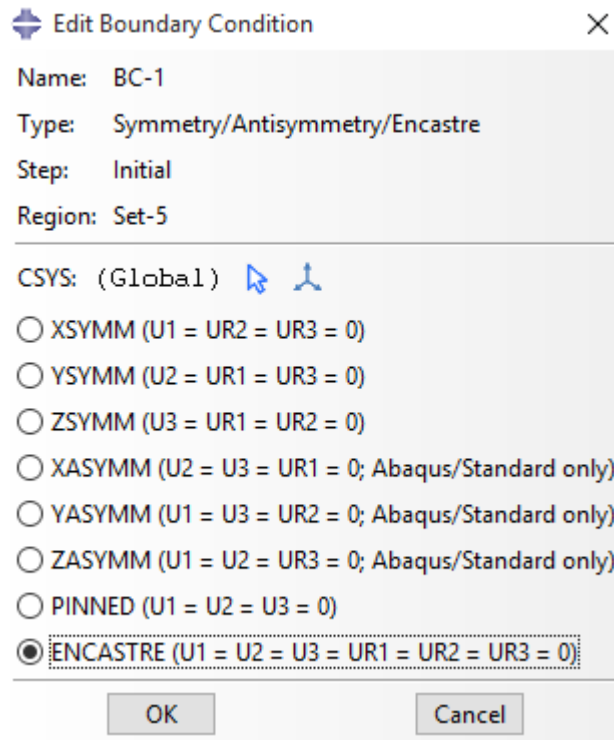 Edit Boundary Condition
Name: BC-1
Type: Symmetry/Antisymmetry/Encastre
Step: Initial
Region: Set-5
CSYS: (Global)
XSYMM (U1 = UR2 = UR3 = 0)
YSYMM (U2 = UR1 = UR3 = 0)
ZSYMM (U3 = UR1 = UR2 = 0)
XASYMM (U2 = U3 = UR1 = 0; Abaqus/Standard only)
YASYMM (U1 = U3 = UR2 = 0; Abaqus/Standard only)
ZASYMM (U1 = U2 = UR3 = 0; Abaqus/Standard only)
PINNED (U1 = U2 = U3 = 0)
ENCASTRE (U1 = U2 = U3 = UR1 = UR2 = UR3 = 0)
OK Cancel